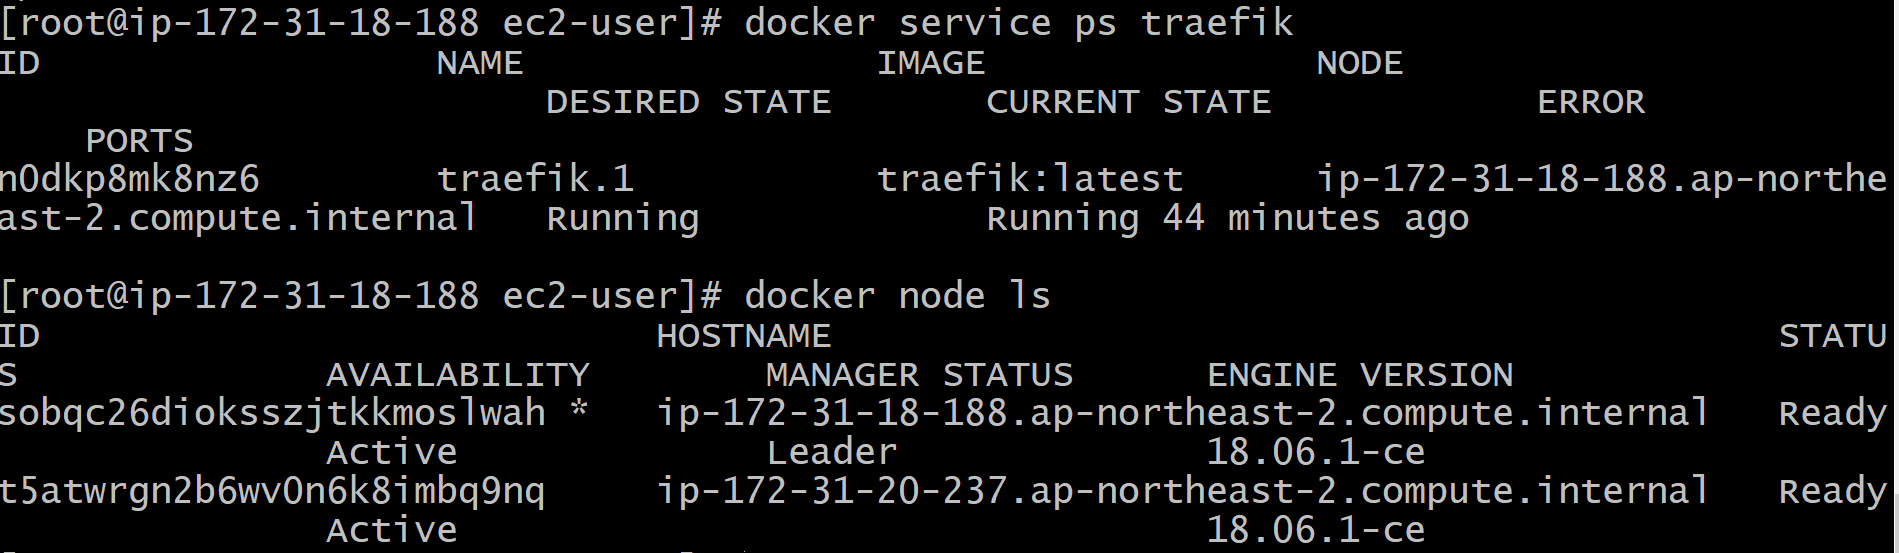 [root@ip-172-31-18-188 ec2-user]# docker service ps traefik
ID                  NAME                IMAGE               NODE
                         DESIRED STATE       CURRENT STATE            ERROR
    PORTS
n0dkp8mk8nz6        traefik.1           traefik:latest      ip-172-31-18-188.ap-northe
ast-2.compute.internal   Running             Running 44 minutes ago
[root@ip-172-31-18-188 ec2-user]# docker node ls
ID                            HOSTNAME                                           STATU
S              AVAILABILITY        MANAGER STATUS      ENGINE VERSION
sobqc26dioksszjtkkmoslwah *   ip-172-31-18-188.ap-northeast-2.compute.internal   Ready
               Active              Leader              18.06.1-ce
t5atwrgn2b6wv0n6k8imbq9nq     ip-172-31-20-237.ap-northeast-2.compute.internal   Ready
               Active                                  18.06.1-ce